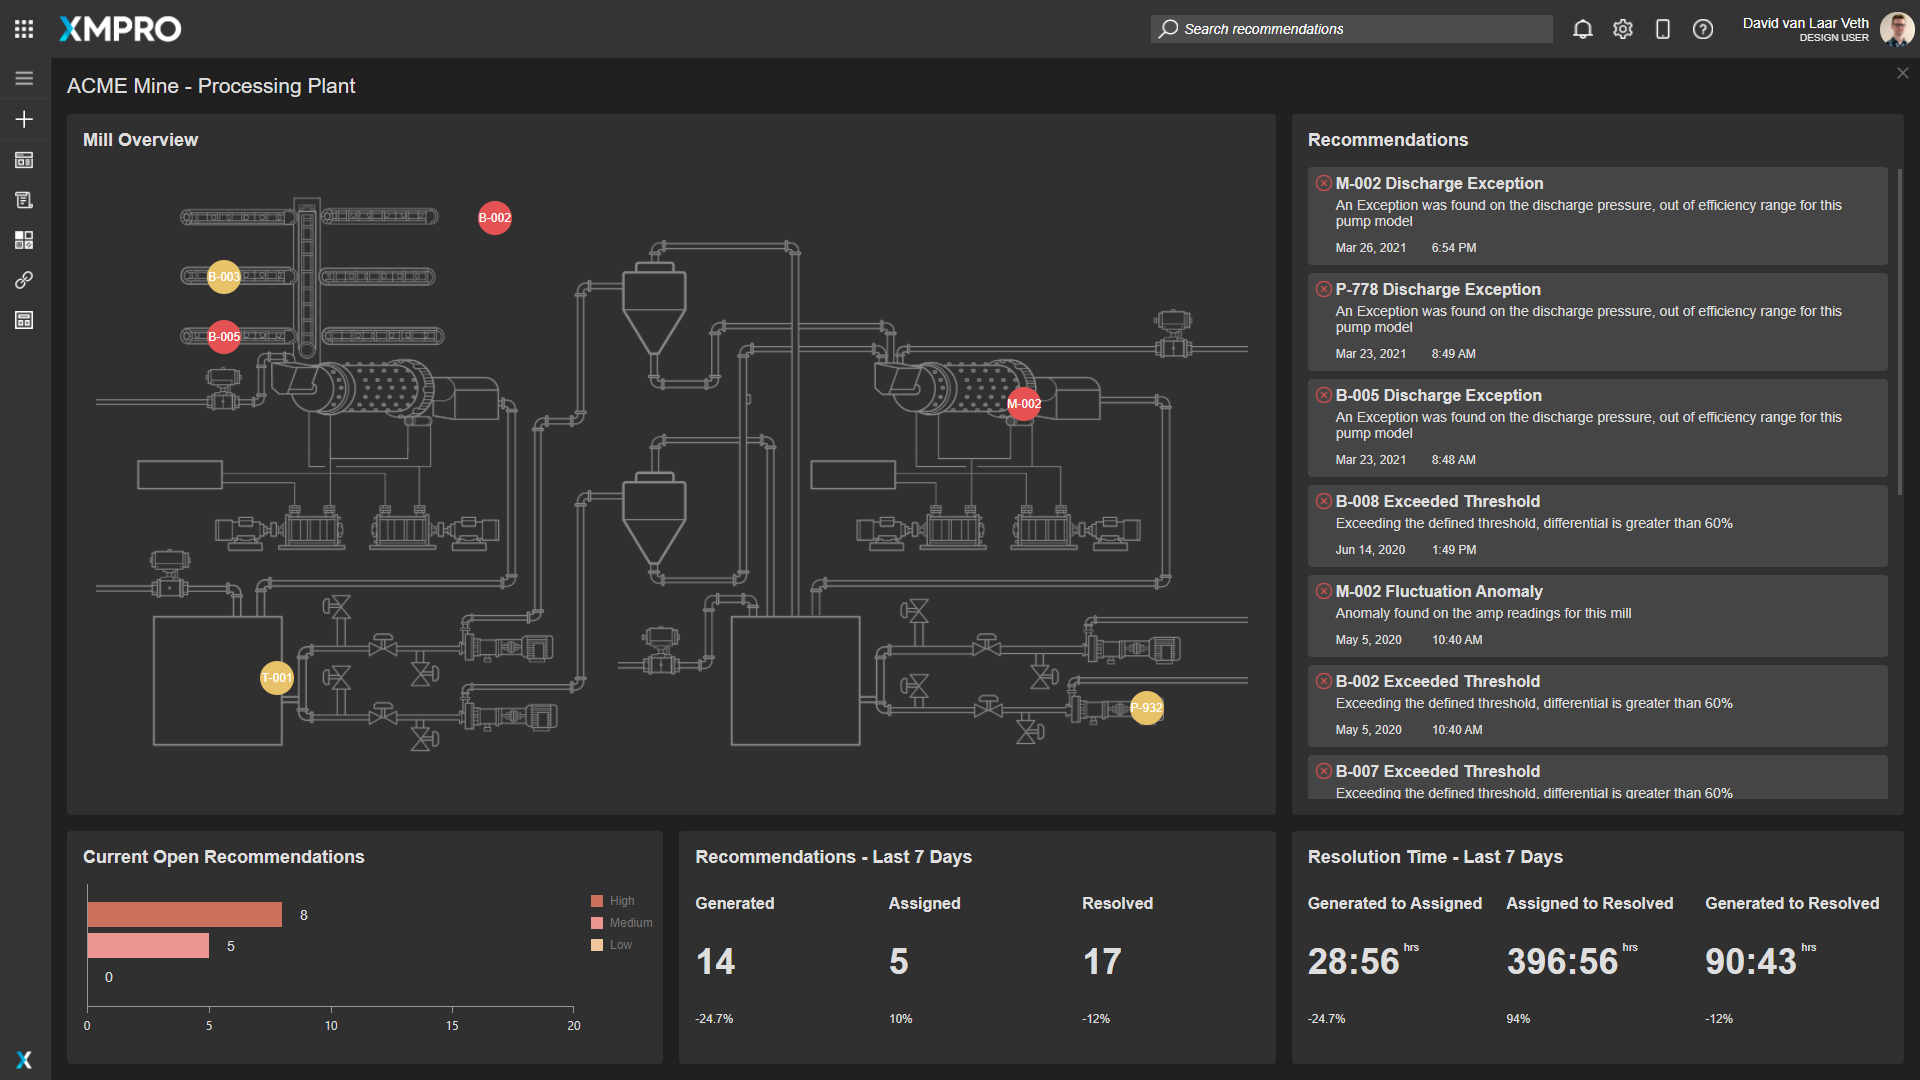 XMPRO
Search recommendations
David van Laar Veth
DESIGN USER
ACME Mine - Processing Plant
Mill Overview
B-002
B-003
B-005
M-002
T-001
P-932
Recommendations
M-002 Discharge Exception
An Exception was found on the discharge pressure, out of efficiency range for this
pump model
Mar 26, 2021 6:54 PM
P-778 Discharge Exception
An Exception was found on the discharge pressure, out of efficiency range for this
pump model
Mar 23, 2021 8:49 AM
B-005 Discharge Exception
An Exception was found on the discharge pressure, out of efficiency range for this
pump model
Mar 23, 2021 8:48 AM
B-008 Exceeded Threshold
Exceeding the defined threshold, differential is greater than 60%
Jun 14, 2020 1:49 PM
M-002 Fluctuation Anomaly
Anomaly found on the amp readings for this mill
May 5, 2020 10:40 AM
B-002 Exceeded Threshold
Exceeding the defined threshold, differential is greater than 60%
May 5, 2020 10:40 AM
B-007 Exceeded Threshold
Exceeding the defined threshold, differential is greater than 60%
Current Open Recommendations
8
5
0
High
Medium
Low
0 5 10 15 20
Recommendations - Last 7 Days
Generated Assigned Resolved
14 5 17
-24.7% 10% -12%
Resolution Time - Last 7 Days
Generated to Assigned Assigned to Resolved Generated to Resolved
28:56 hrs 396:56 hrs 90:43 hrs
-24.7% 94% -12%
X